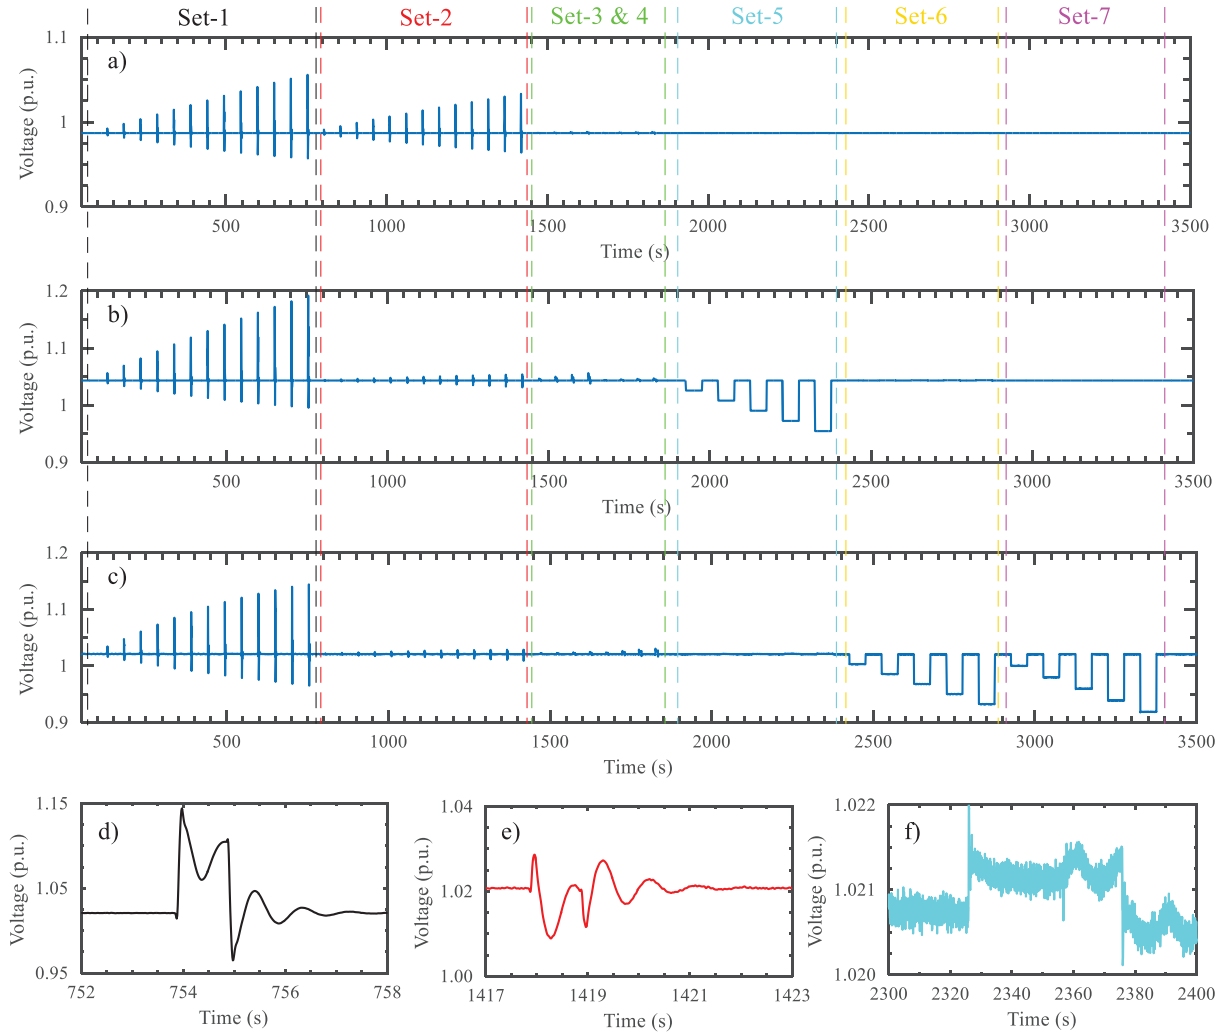 Set-1 Set-2 Set-3 & 4 Set-5 Set-6 Set-7
1.1
a)
1
0.9
Voltage (p.u.)
500 1000 1500 2000 2500 3000 3500
Time (s)
1.2
b)
1.1
1
0.9
Voltage (p.u.)
500 1000 1500 2000 2500 3000 3500
Time (s)
1.2
c)
1.1
1
0.9
Voltage (p.u.)
500 1000 1500 2000 2500 3000 3500
Time (s)
1.15
d)
1.05
0.95
Voltage (p.u.)
752 754 756 758
Time (s)
1.04
e)
1.02
1.00
Voltage (p.u.)
1417 1419 1421 1423
Time (s)
1.022
f)
1.021
1.020
Voltage (p.u.)
2300 2320 2340 2360 2380 2400
Time (s)